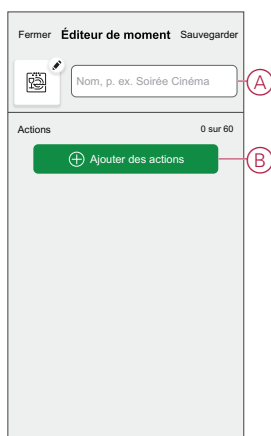 Fermer Éditeur de moment Sauvegarder
Nom, p. ex. Soirée Cinéma
A
Actions 0 sur 60
Ajouter des actions
B